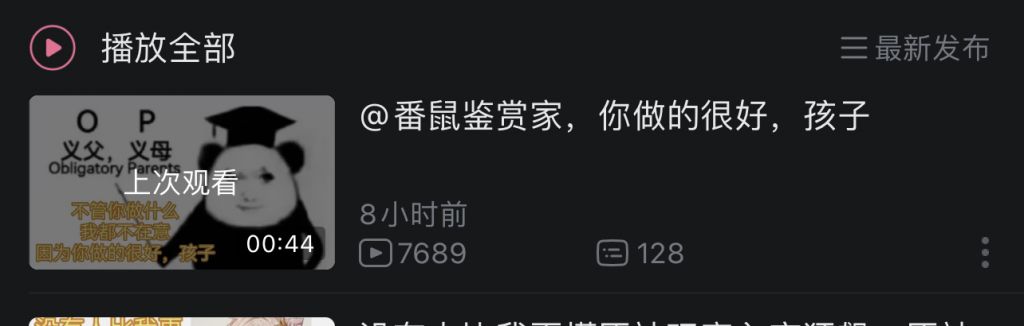 播放全部
最新发布
O P
义父，义母
Obligatory Parents
上次观看
不管你做什么
我都不在意
因为你做的很好，孩子
00:44
@番鼠鉴赏家，你做的很好，孩子
8小时前
7689
128